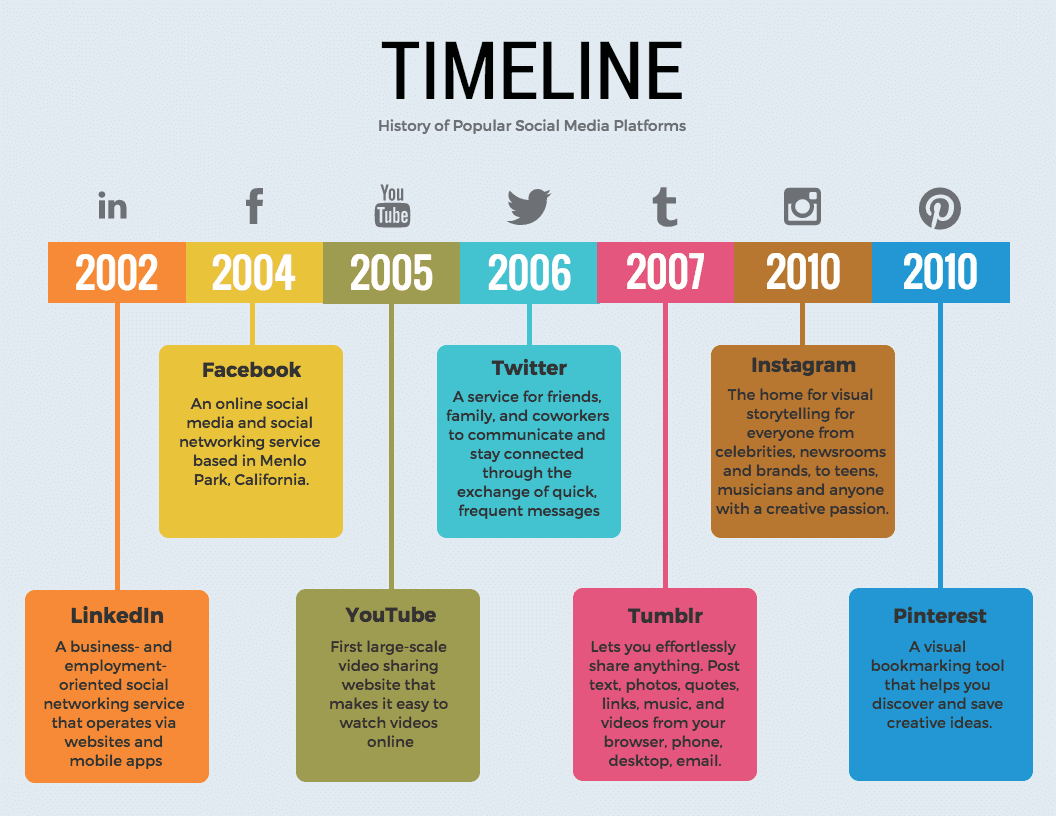 TIMELINE
History of Popular Social Media Platforms
in
f
You
Tube
t
2002
2004
2005
2006
2007
2010
2010
Facebook
An online social
media and social
networking service
based in Menlo
Park, California.
Twitter
A service for friends,
family, and coworkers
to communicate and
stay connected
through the
exchange of quick,
frequent messages
Instagram
The home for visual
storytelling for
everyone from
celebrities, newsrooms
and brands, to teens,
musicians and anyone
with a creative passion.
LinkedIn
A business- and
employment-
oriented social
networking service
that operates via
websites and
mobile apps
YouTube
First large-scale
video sharing
website that
makes it easy to
watch videos
online
Tumblr
Lets you effortlessly
share anything. Post
text, photos, quotes,
links, music, and
videos from your
browser, phone,
desktop, email.
Pinterest
A visual
bookmarking tool
that helps you
discover and save
creative ideas.